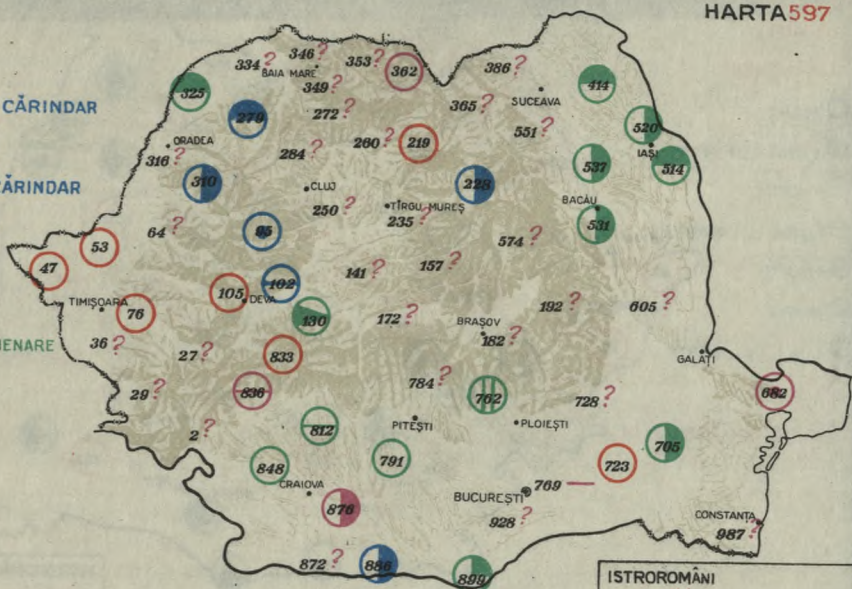 HARTA 597
346 ?
334 ?
353 ?
362
386 ?
BAIA MARE
349 ?
325
414
CĂRINDAR
279
272 ?
365 ?
SUCEAVA
520
551 ?
ORADEA
260 ?
219
316 ?
284 ?
IAȘI
537
514
CĂRINDAR
310
CLUJ
228
250 ?
TÎRGU MUREȘ
235 ?
BACĂU
531
64 ?
95
53
574 ?
47
141 ?
157 ?
105
DEVA
102
TIMIȘOARA
76
130
172 ?
BRAȘOV
182 ?
192 ?
605 ?
36 ?
ENARE
27 ?
833
GALAȚI
29 ?
836
784 ?
762
728 ?
682
2 ?
812
PITEȘTI
PLOIEȘTI
705
848
791
723
CRAIOVA
876
BUCUREȘTI
769 —
928 ?
CONSTANȚA
987 ?
872 ?
886
899
ISTROROMÂNI